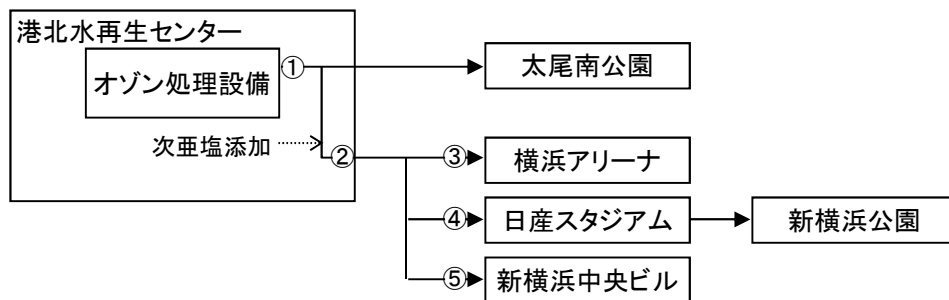 港北水再生センター
オゾン処理設備
①
太尾南公園
次亜塩添加
②
③
横浜アリーナ
④
日産スタジアム
新横浜公園
⑤
新横浜中央ビル